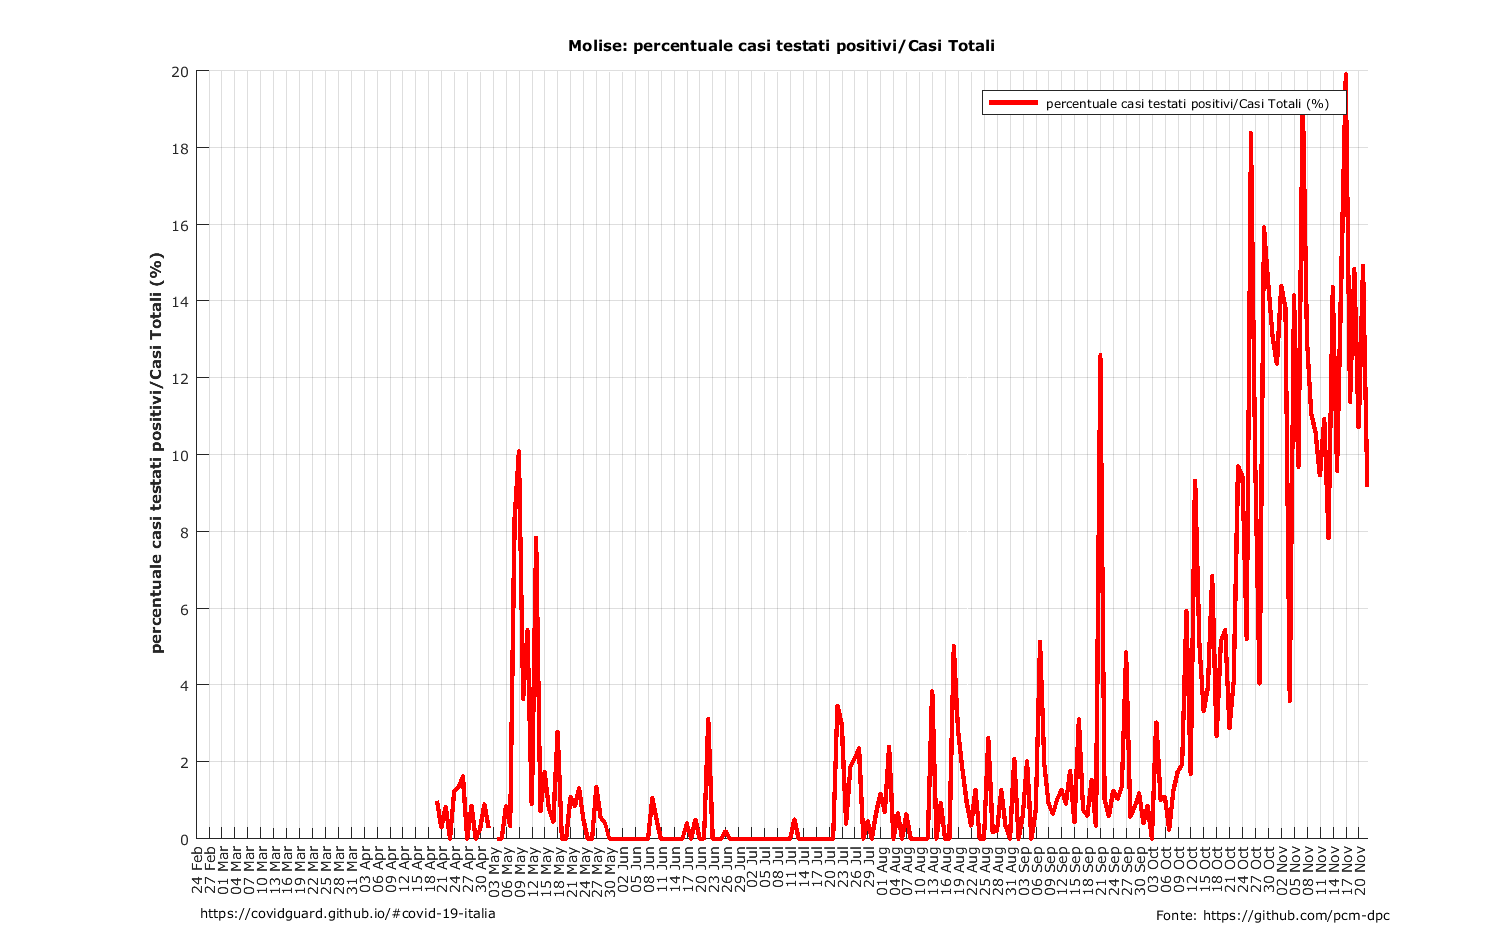 Molise: percentuale casi testati positivi/Casi Totali
percentuale casi testati positivi/Casi Totali (%)
percentuale casi testati positivi/Casi Totali (%)
20
18
16
14
12
10
8
6
4
2
0
24 Feb
27 Feb
01 Mar
04 Mar
07 Mar
10 Mar
13 Mar
16 Mar
19 Mar
22 Mar
25 Mar
28 Mar
31 Mar
03 Apr
06 Apr
09 Apr
12 Apr
15 Apr
18 Apr
21 Apr
24 Apr
27 Apr
30 Apr
03 May
06 May
09 May
12 May
15 May
18 May
21 May
24 May
27 May
30 May
02 Jun
05 Jun
08 Jun
11 Jun
14 Jun
17 Jun
20 Jun
23 Jun
26 Jun
29 Jun
02 Jul
05 Jul
08 Jul
11 Jul
14 Jul
17 Jul
20 Jul
23 Jul
26 Jul
29 Jul
01 Aug
04 Aug
07 Aug
10 Aug
13 Aug
16 Aug
19 Aug
22 Aug
25 Aug
28 Aug
31 Aug
03 Sep
06 Sep
09 Sep
12 Sep
15 Sep
18 Sep
21 Sep
24 Sep
27 Sep
30 Sep
03 Oct
06 Oct
09 Oct
12 Oct
15 Oct
18 Oct
21 Oct
24 Oct
27 Oct
30 Oct
02 Nov
05 Nov
08 Nov
11 Nov
14 Nov
17 Nov
20 Nov
https://covidguard.github.io/#covid-19-italia
Fonte: https://github.com/pcm-dpc